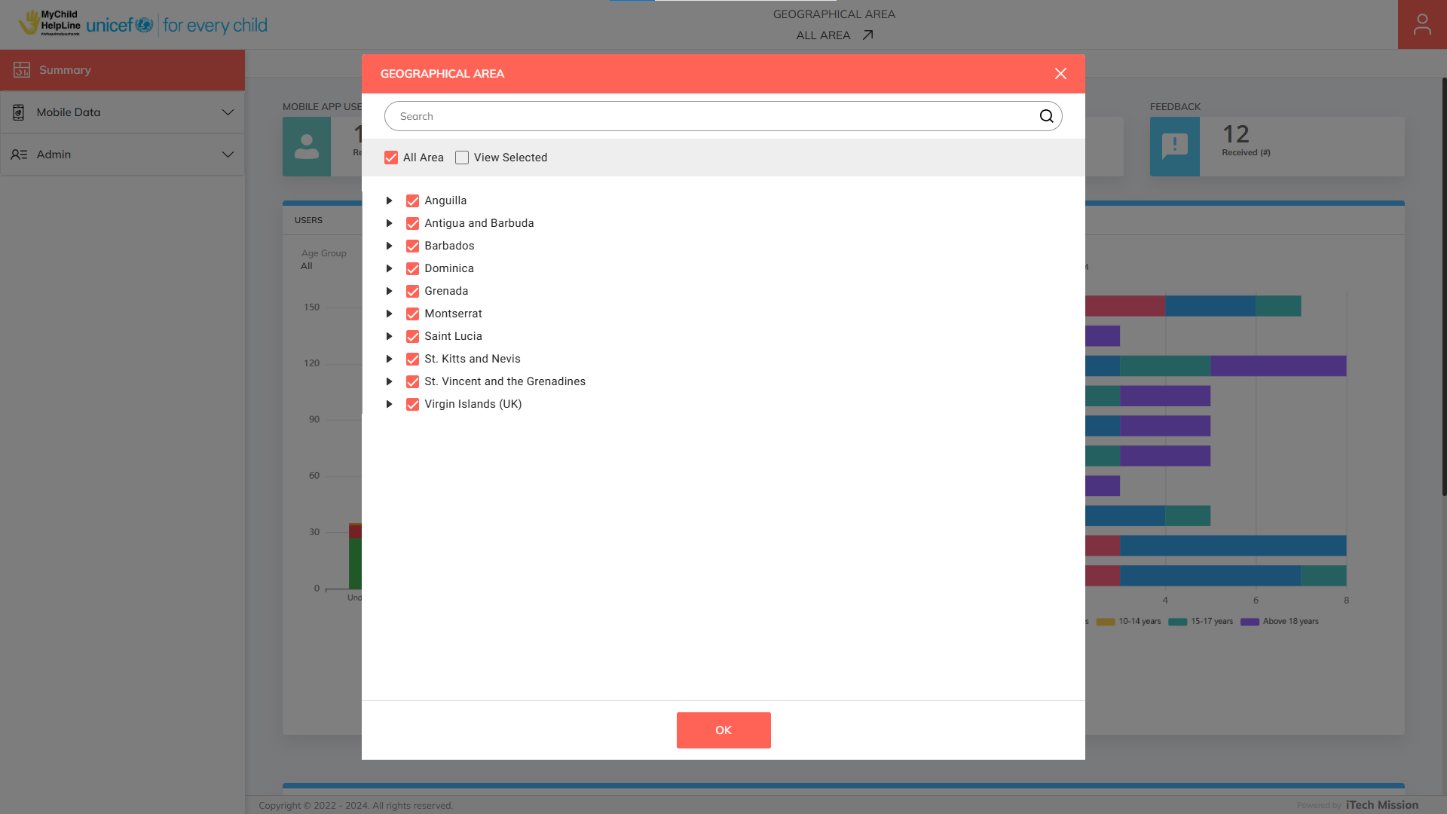 MyChild
HelpLine
unicef for every child
GEOGRAPHICAL AREA
ALL AREA
Summary
Mobile Data
Admin
MOBILE APP USE
FEEDBACK
12
Received (#)
USERS
Age Group
All
150
120
90
60
30
0
GEOGRAPHICAL AREA
Search
All Area
View Selected
Anguilla
Antigua and Barbuda
Barbados
Dominica
Grenada
Montserrat
Saint Lucia
St. Kitts and Nevis
St. Vincent and the Grenadines
Virgin Islands (UK)
OK
4 6 8
10-14 years 15-17 years Above 18 years
Copyright © 2022 - 2024. All rights reserved.
Powered by iTech Mission